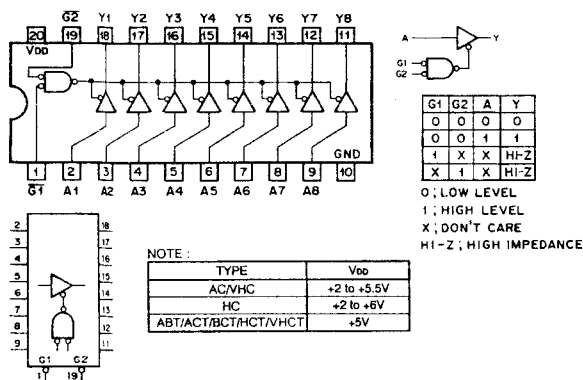 G2 Y1 Y2 Y3 Y4 Y5 Y6 Y7 Y8
20 19 18 17 16 15 14 13 12 11
VDD
GND
1 2 3 4 5 6 7 8 9 10
G1 A1 A2 A3 A4 A5 A6 A7 A8
A Y
G1
G2
G1 G2 A Y
0 0 0 0
0 0 1 1
1 X X HI-Z
X 1 X HI-Z
0 ; LOW LEVEL
1 ; HIGH LEVEL
X ; DON'T CARE
HI-Z ; HIGH IMPEDANCE
2 18
3 17
4 16
5 15
6 14
7 13
8 12
9 11
G1 G2
1 19
NOTE :
TYPE VDD
AC/VHC +2 to +5.5V
HC +2 to +6V
ABT/ACT/BCT/HCT/VHCT +5V